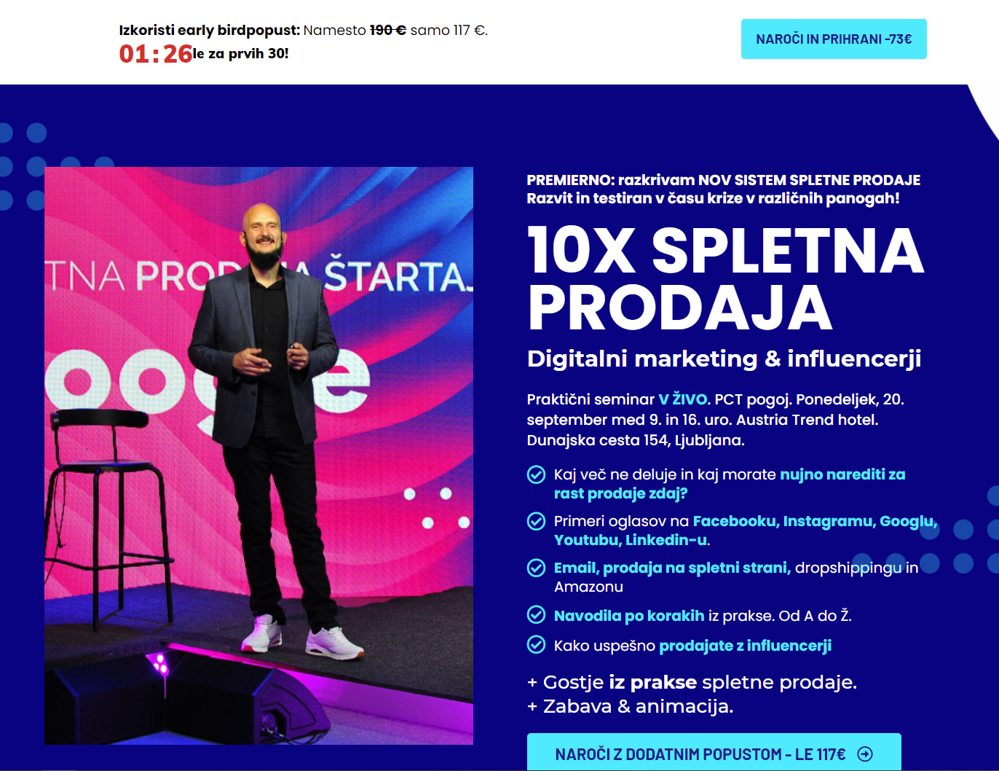 Izkoristi early birdpopust: Namesto 190 € samo 117 €.
01:26le za prvih 30!
NAROČI IN PRIHRANI -73€
TNA PRODAJA ŠTARTAJ
oogle
PREMIERNO: razkrivam NOV SISTEM SPLETNE PRODAJE
Razvit in testiran v času krize v različnih panogah!
10X SPLETNA
PRODAJA
Digitalni marketing & influencerji
Praktični seminar V ŽIVO. PCT pogoj. Ponedeljek, 20.
september med 9. in 16. uro. Austria Trend hotel.
Dunajska cesta 154, Ljubljana.
Kaj več ne deluje in kaj morate nujno narediti za
rast prodaje zdaj?
Primeri oglasov na Facebooku, Instagramu, Googlu,
Youtubu, Linkedin-u.
Email, prodaja na spletni strani, dropshippingu in
Amazonu
Navodila po korakih iz prakse. Od A do Ž.
Kako uspešno prodajate z influencerji
+ Gostje iz prakse spletne prodaje.
+ Zabava & animacija.
NAROČI Z DODATNIM POPUSTOM - LE 117€